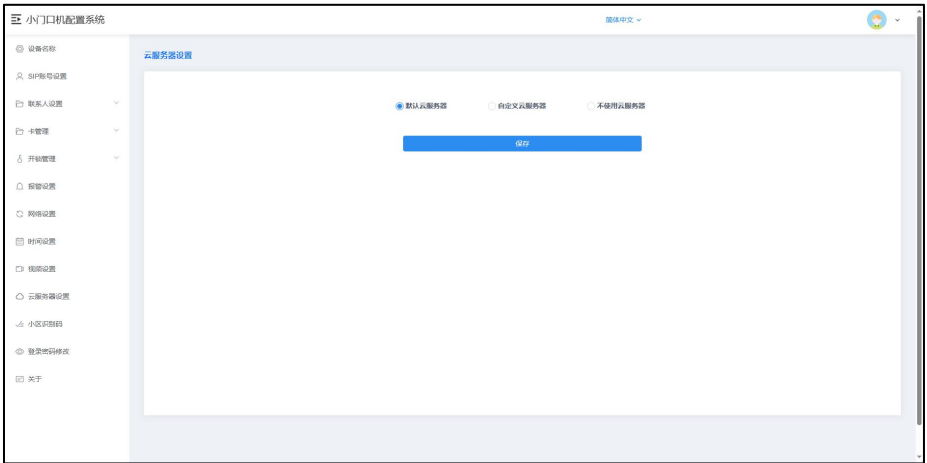 小门口机配置系统
简体中文
设备名称
SIP账号设置
联系人设置
卡管理
开锁管理
报警设置
网络设置
时间设置
视频设置
云服务器设置
小区识别码
登录密码修改
关于
云服务器设置
默认云服务器 自定义云服务器 不使用云服务器
保存